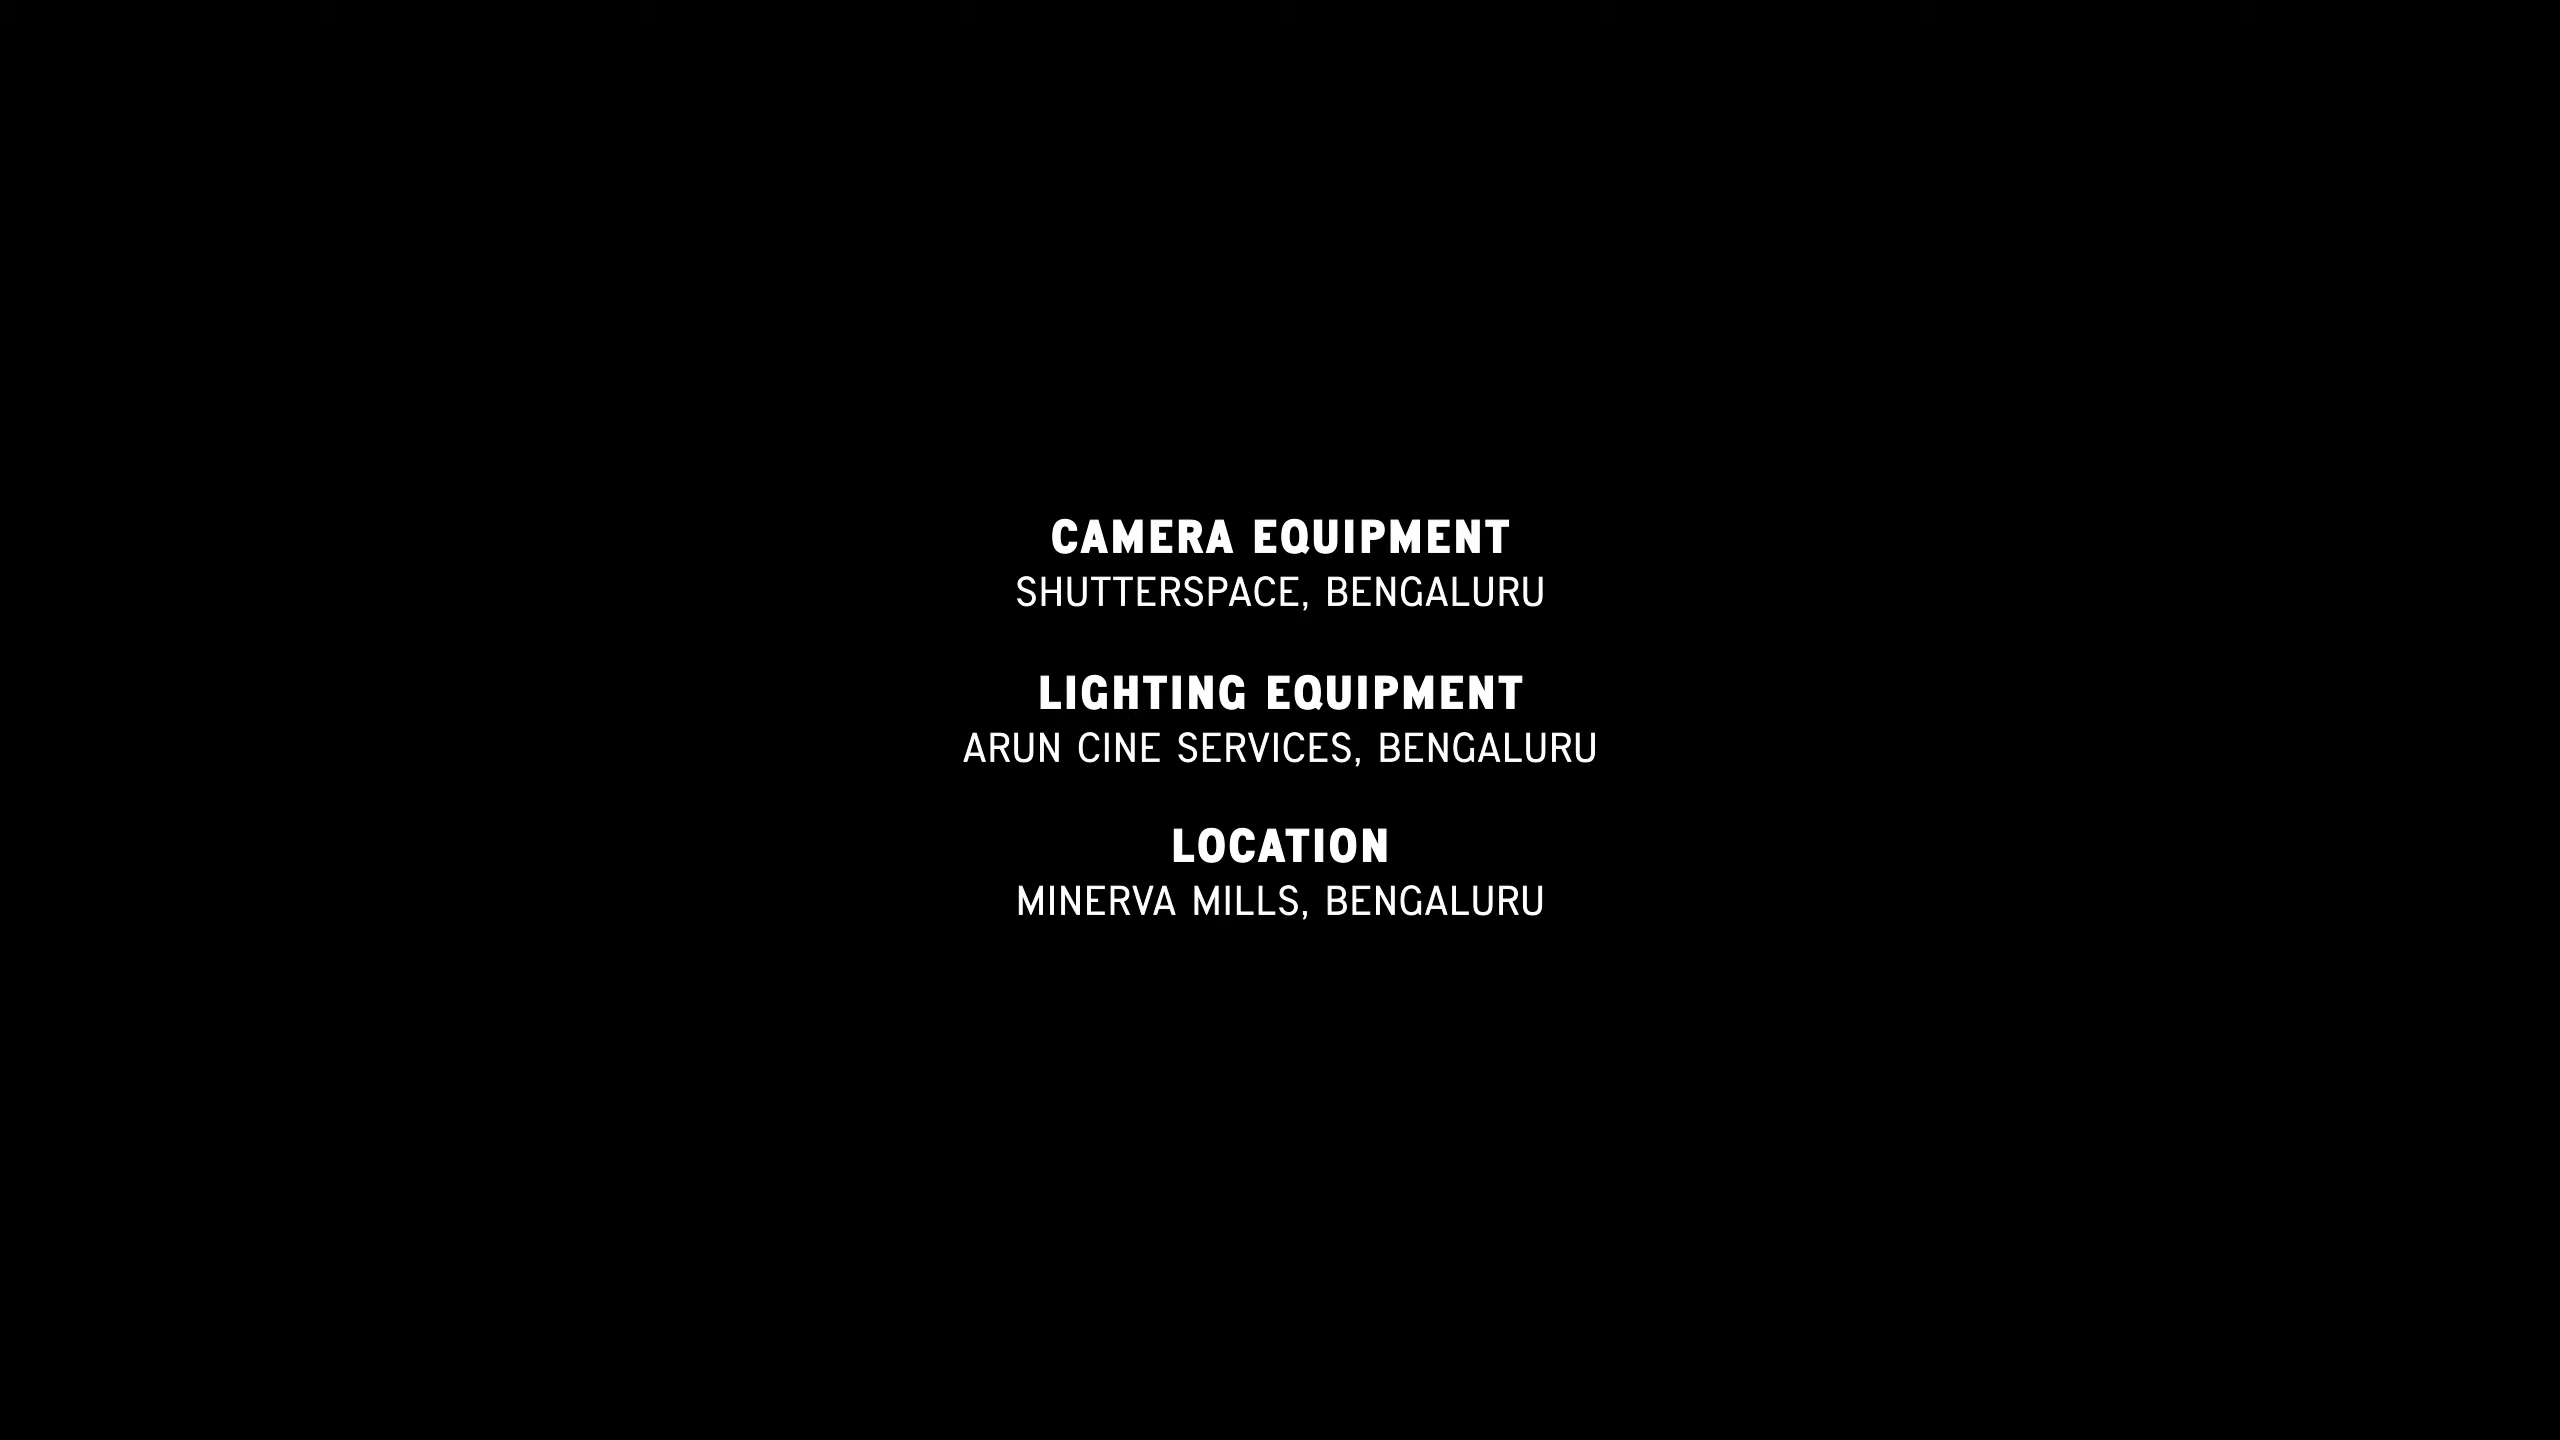 CAMERA EQUIPMENT
SHUTTERSPACE, BENGALURU
LIGHTING EQUIPMENT
ARUN CINE SERVICES, BENGALURU
LOCATION
MINERVA MILLS, BENGALURU